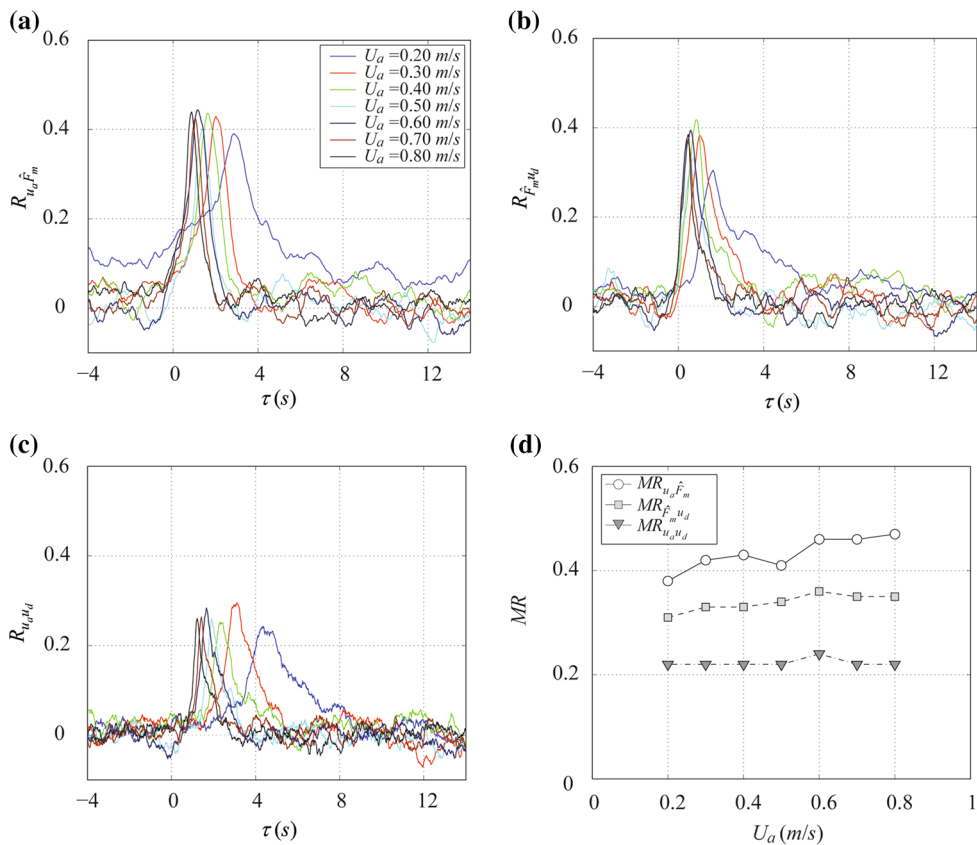 (a)
0.6
0.4
0.2
0
−4
0
4
8
12
R_{u_a F̂_m}
τ (s)
U_a =0.20 m/s
U_a =0.30 m/s
U_a =0.40 m/s
U_a =0.50 m/s
U_a =0.60 m/s
U_a =0.70 m/s
U_a =0.80 m/s
(b)
0.6
0.4
0.2
0
−4
0
4
8
12
R_{F̂_m u_d}
τ (s)
(c)
0.6
0.4
0.2
0
−4
0
4
8
12
R_{u_a u_d}
τ (s)
(d)
0.6
0.4
0.2
0
0
0.2
0.4
0.6
0.8
1
MR
U_a (m/s)
MR_{u_a F̂_m}
MR_{F̂_m u_d}
MR_{u_a u_d}